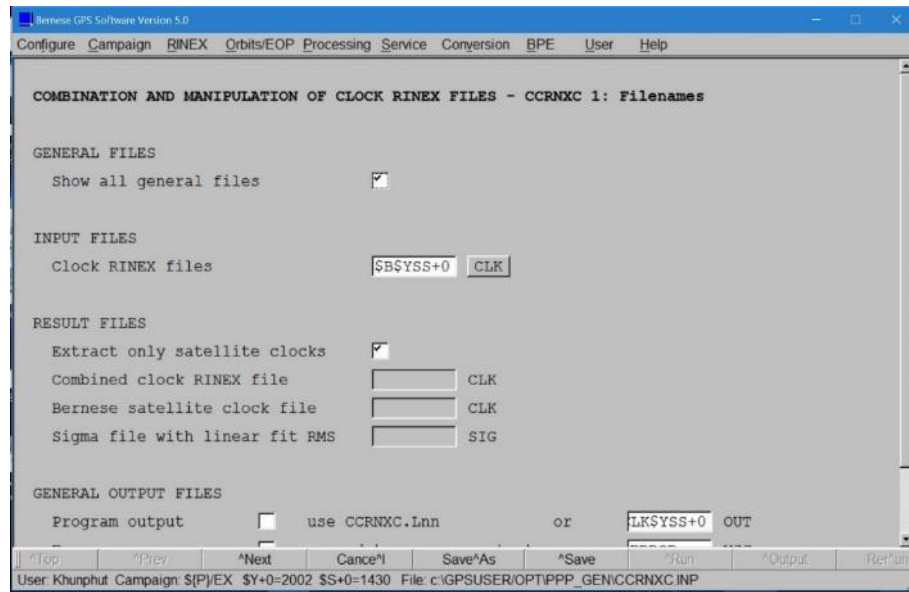 Bernese GPS Software Version 5.0
Configure Campaign RINEX Orbits/EOP Processing Service Conversion BPE User Help
COMBINATION AND MANIPULATION OF CLOCK RINEX FILES - CCRNXC 1: Filenames
GENERAL FILES
Show all general files
INPUT FILES
Clock RINEX files $B$YSS+0 CLK
RESULT FILES
Extract only satellite clocks
Combined clock RINEX file CLK
Bernese satellite clock file CLK
Sigma file with linear fit RMS SIG
GENERAL OUTPUT FILES
Program output use CCRNXC.Lnn or LK$YSS+0 OUT
^Top ^Prev ^Next Cance^l Save^As ^Save ^Run ^Output Rer^un
User: Khunphut Campaign: ${P}/EX $Y+0=2002 $S+0=1430 File: c:\GPSUSER/OPT\PPP_GEN\CCRNXC.INP